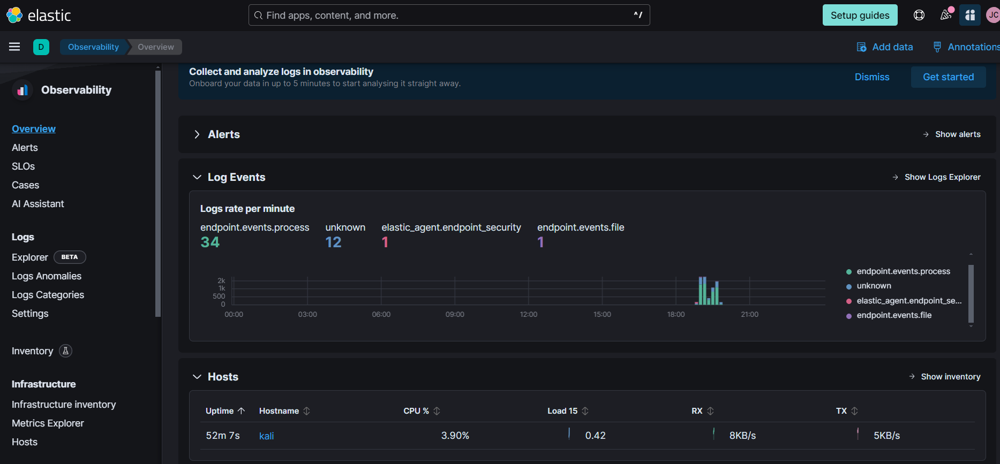 elastic
Find apps, content, and more.
^/
Setup guides
JC
D
Observability
Overview
Add data
Annotations
Observability
Overview
Alerts
SLOs
Cases
AI Assistant
Logs
Explorer BETA
Logs Anomalies
Logs Categories
Settings
Inventory
Infrastructure
Infrastructure inventory
Metrics Explorer
Hosts
Collect and analyze logs in observability
Onboard your data in up to 5 minutes to start analysing it straight away.
Dismiss
Get started
Alerts
Show alerts
Log Events
Show Logs Explorer
Logs rate per minute
endpoint.events.process unknown elastic_agent.endpoint_security endpoint.events.file
34 12 1 1
2k
1k
500
0
00:00 03:00 06:00 09:00 12:00 15:00 18:00 21:00
endpoint.events.process
unknown
elastic_agent.endpoint_se...
endpoint.events.file
Hosts
Show inventory
Uptime Hostname CPU % Load 15 RX TX
52m 7s kali 3.90% 0.42 8KB/s 5KB/s